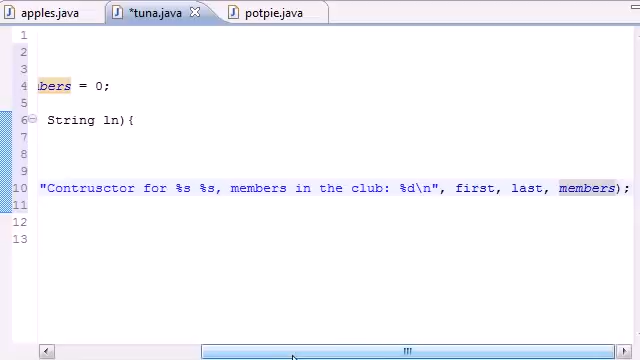 apples.java *tuna.java potpie.java
1
2
3
4 bers = 0;
5
6 String ln){
7
8
9
10 "Contrusctor for %s %s, members in the club: %d\n", first, last, members);
11
12
13